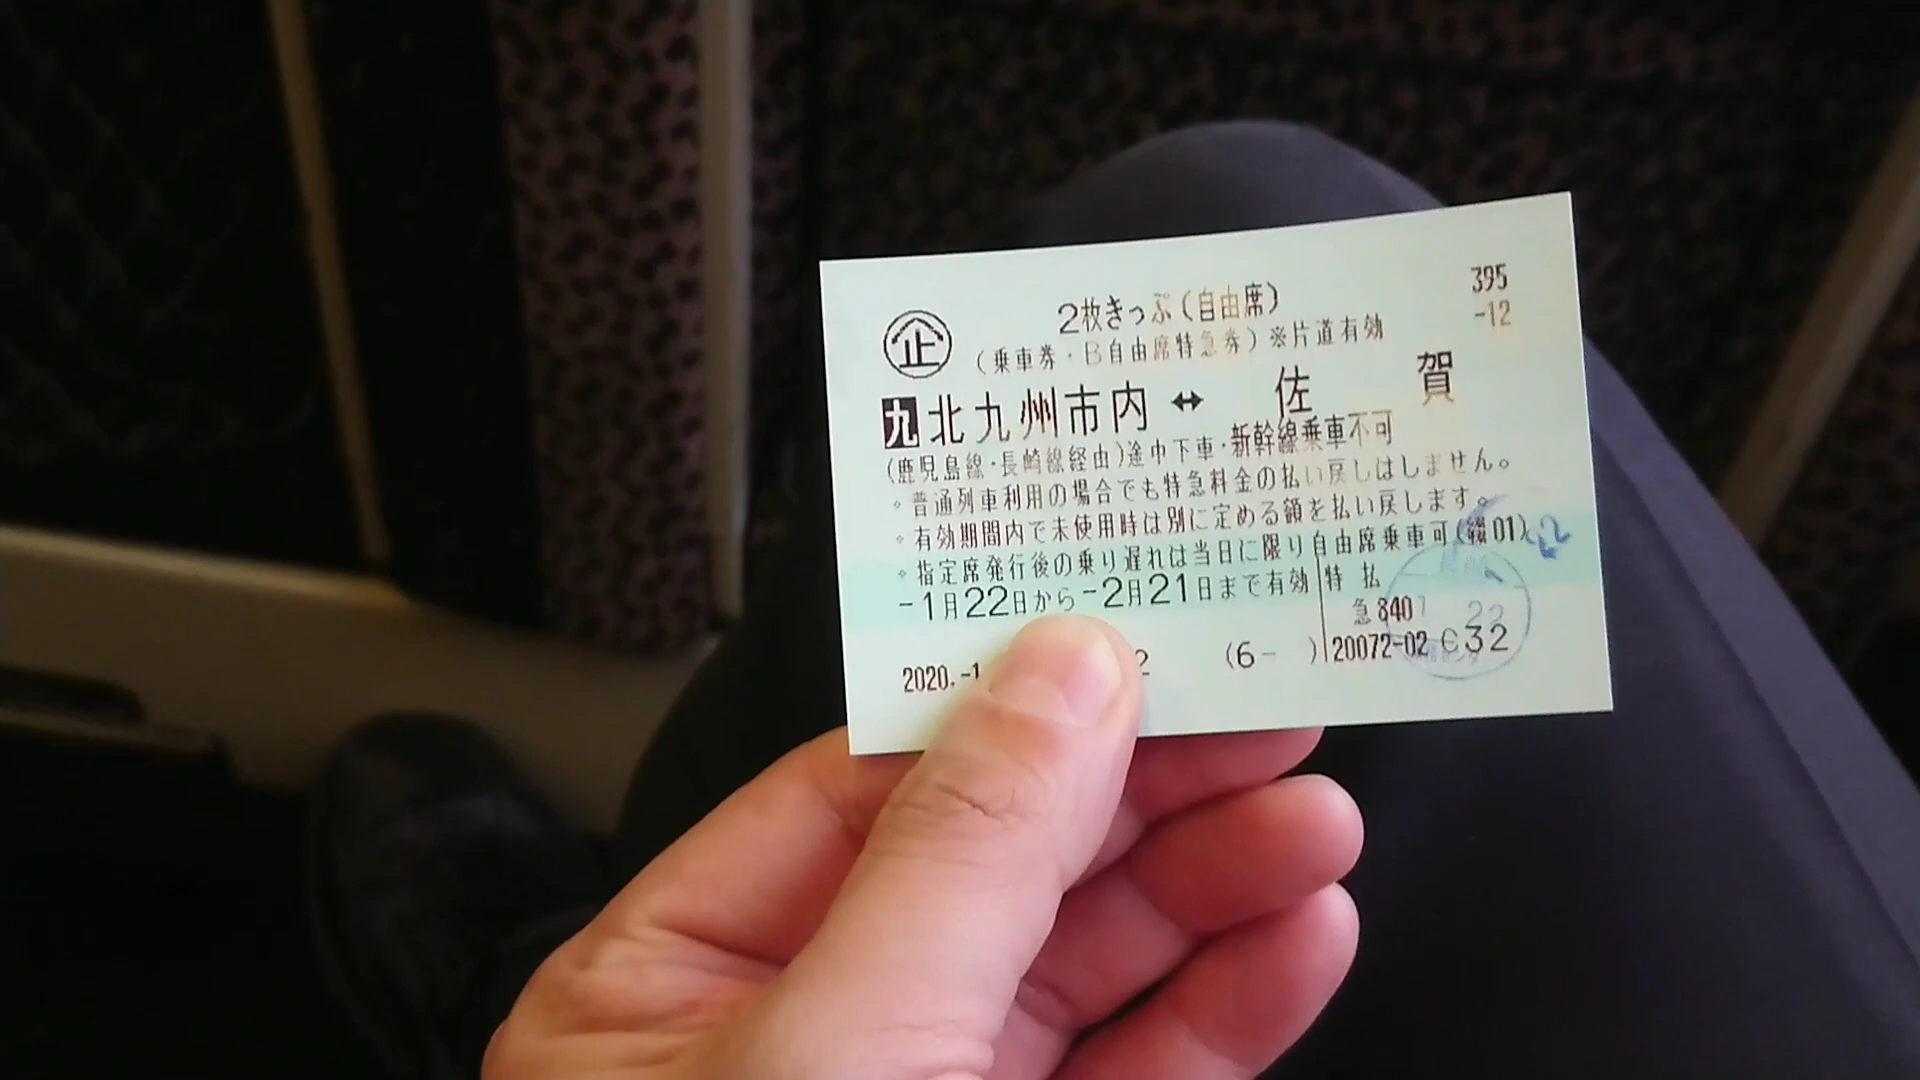 395
-12
企
2枚きっぷ(自由席)
(乗車券・B自由席特急券)※片道有効
九 北九州市内 ↔ 佐 賀
(鹿児島線・長崎線経由)途中下車・新幹線乗車不可
。普通列車利用の場合でも特急料金の払い戻しはしません。
。有効期間内で未使用時は別に定める額を払い戻します。
。指定席発行後の乗り遅れは当日に限り自由席乗車可(綴01)
-1月22日から-2月21日まで有効
特 払
急840
2020.-1
2
(6- )
20072-02
32